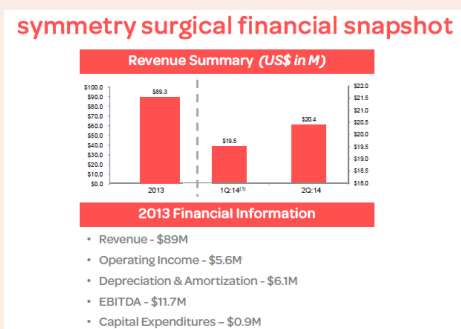 symmetry surgical financial snapshot
Revenue Summary (US$ in M)
$100.0
$90.0
$80.0
$70.0
$60.0
$50.0
$40.0
$30.0
$20.0
$10.0
$0.0
$89.3
$19.5
$20.4
$22.0
$21.5
$21.0
$20.5
$20.0
$19.5
$19.0
$18.5
$18.0
2013
1Q:14(1)
2Q:14
2013 Financial Information
• Revenue - $89M
• Operating Income - $5.6M
• Depreciation & Amortization - $6.1M
• EBITDA - $11.7M
• Capital Expenditures – $0.9M